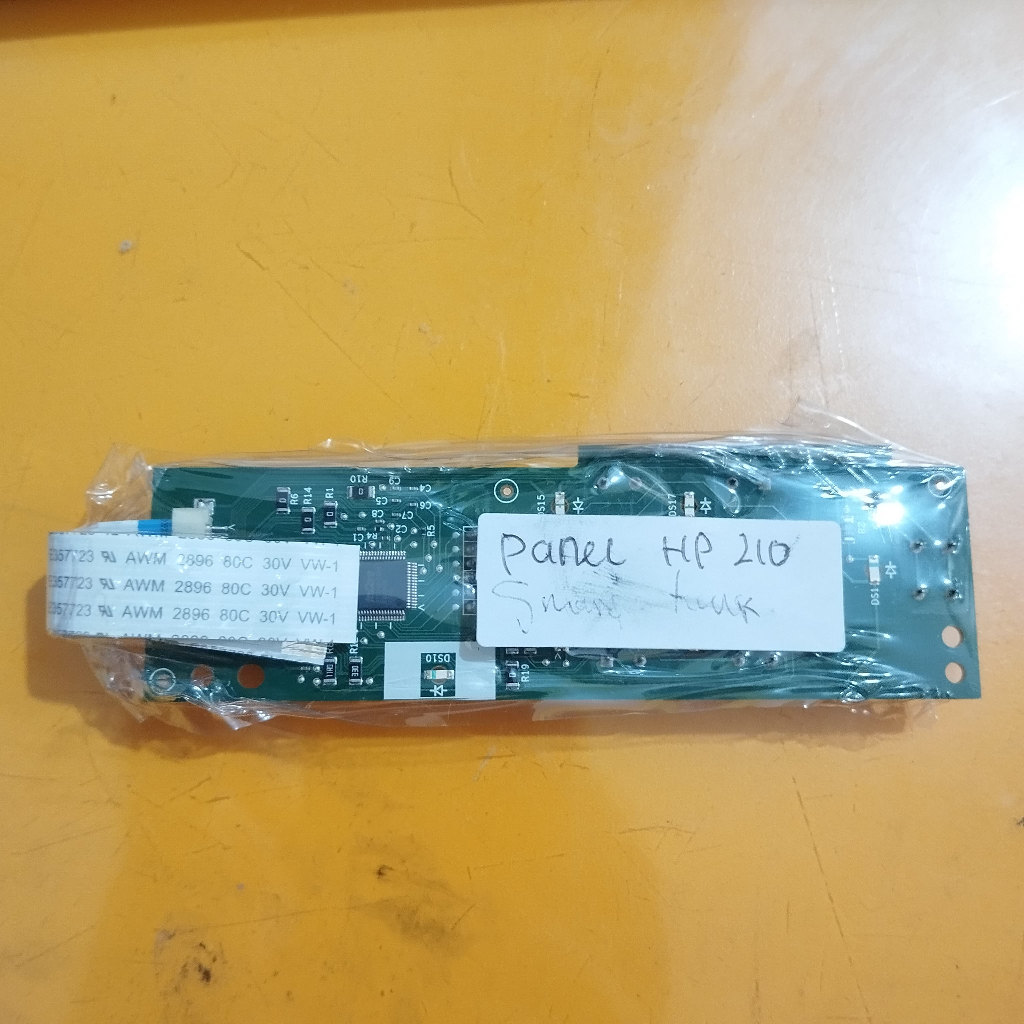 R10
C9
C4
R6
R14
R1
C5
C6
C8
C7
C2
R4
C1
R5
DS15
DS17
E357723 AWM 2896 80C 30V VW-1
E357723 AWM 2896 80C 30V VW-1
E357723 AWM 2896 80C 30V VW-1
Panel HP 210
Smart tank
DS10
R19